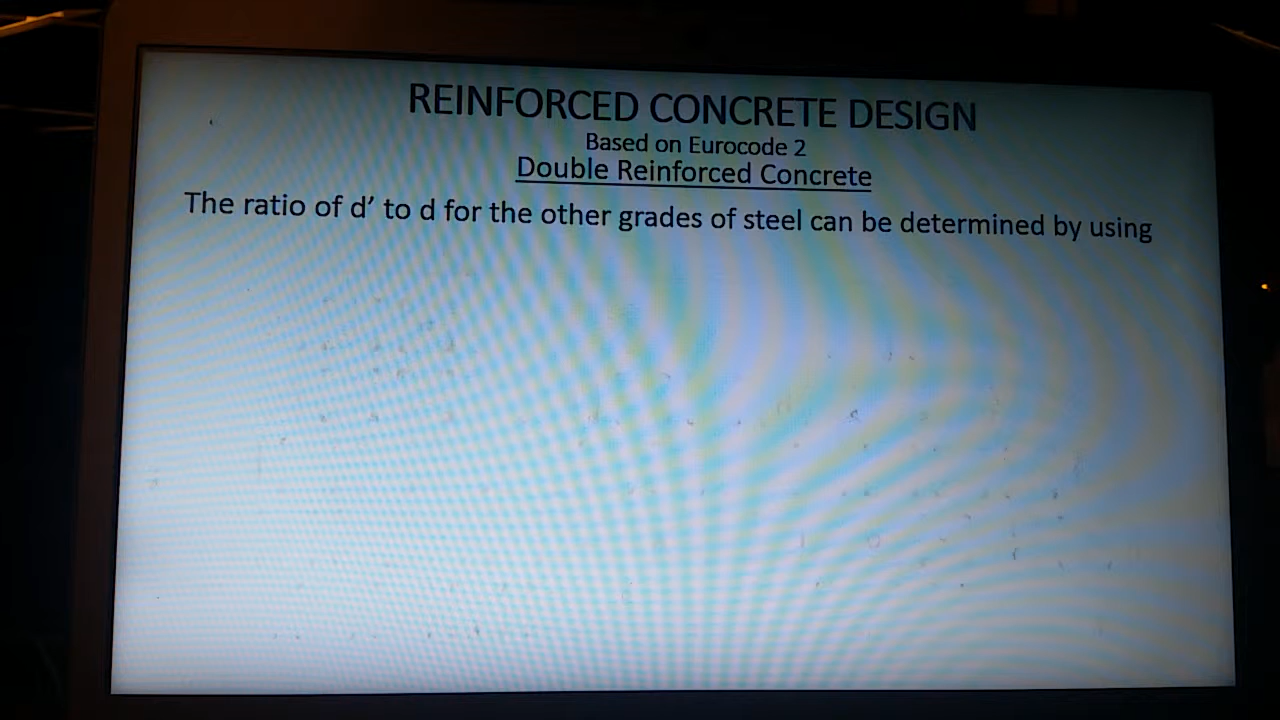 REINFORCED CONCRETE DESIGN
Based on Eurocode 2
Double Reinforced Concrete
The ratio of d’ to d for the other grades of steel can be determined by using